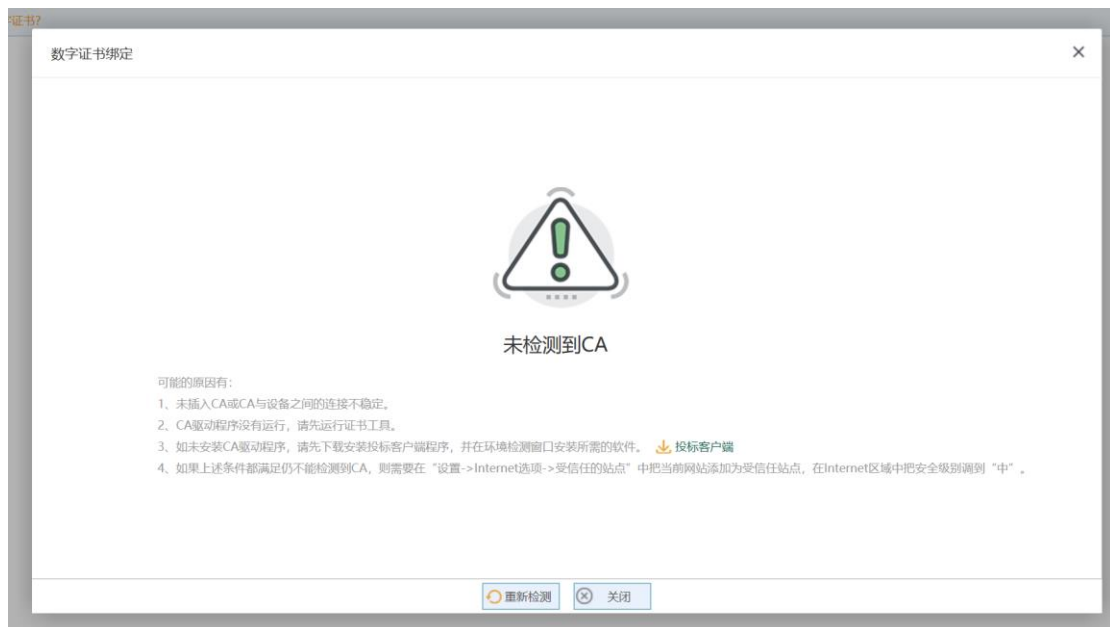 证书?
数字证书绑定
未检测到CA
可能的原因有：
1、未插入CA或CA与设备之间的连接不稳定。
2、CA驱动程序没有运行，请先运行证书工具。
3、如未安装CA驱动程序，请先下载安装投标客户端程序，并在环境检测窗口安装所需的软件。 投标客户端
4、如果上述条件都满足仍不能检测到CA，则需要在“设置->Internet选项->受信任的站点”中把当前网站添加为受信任站点，在Internet区域中把安全级别调到“中”。
重新检测 关闭